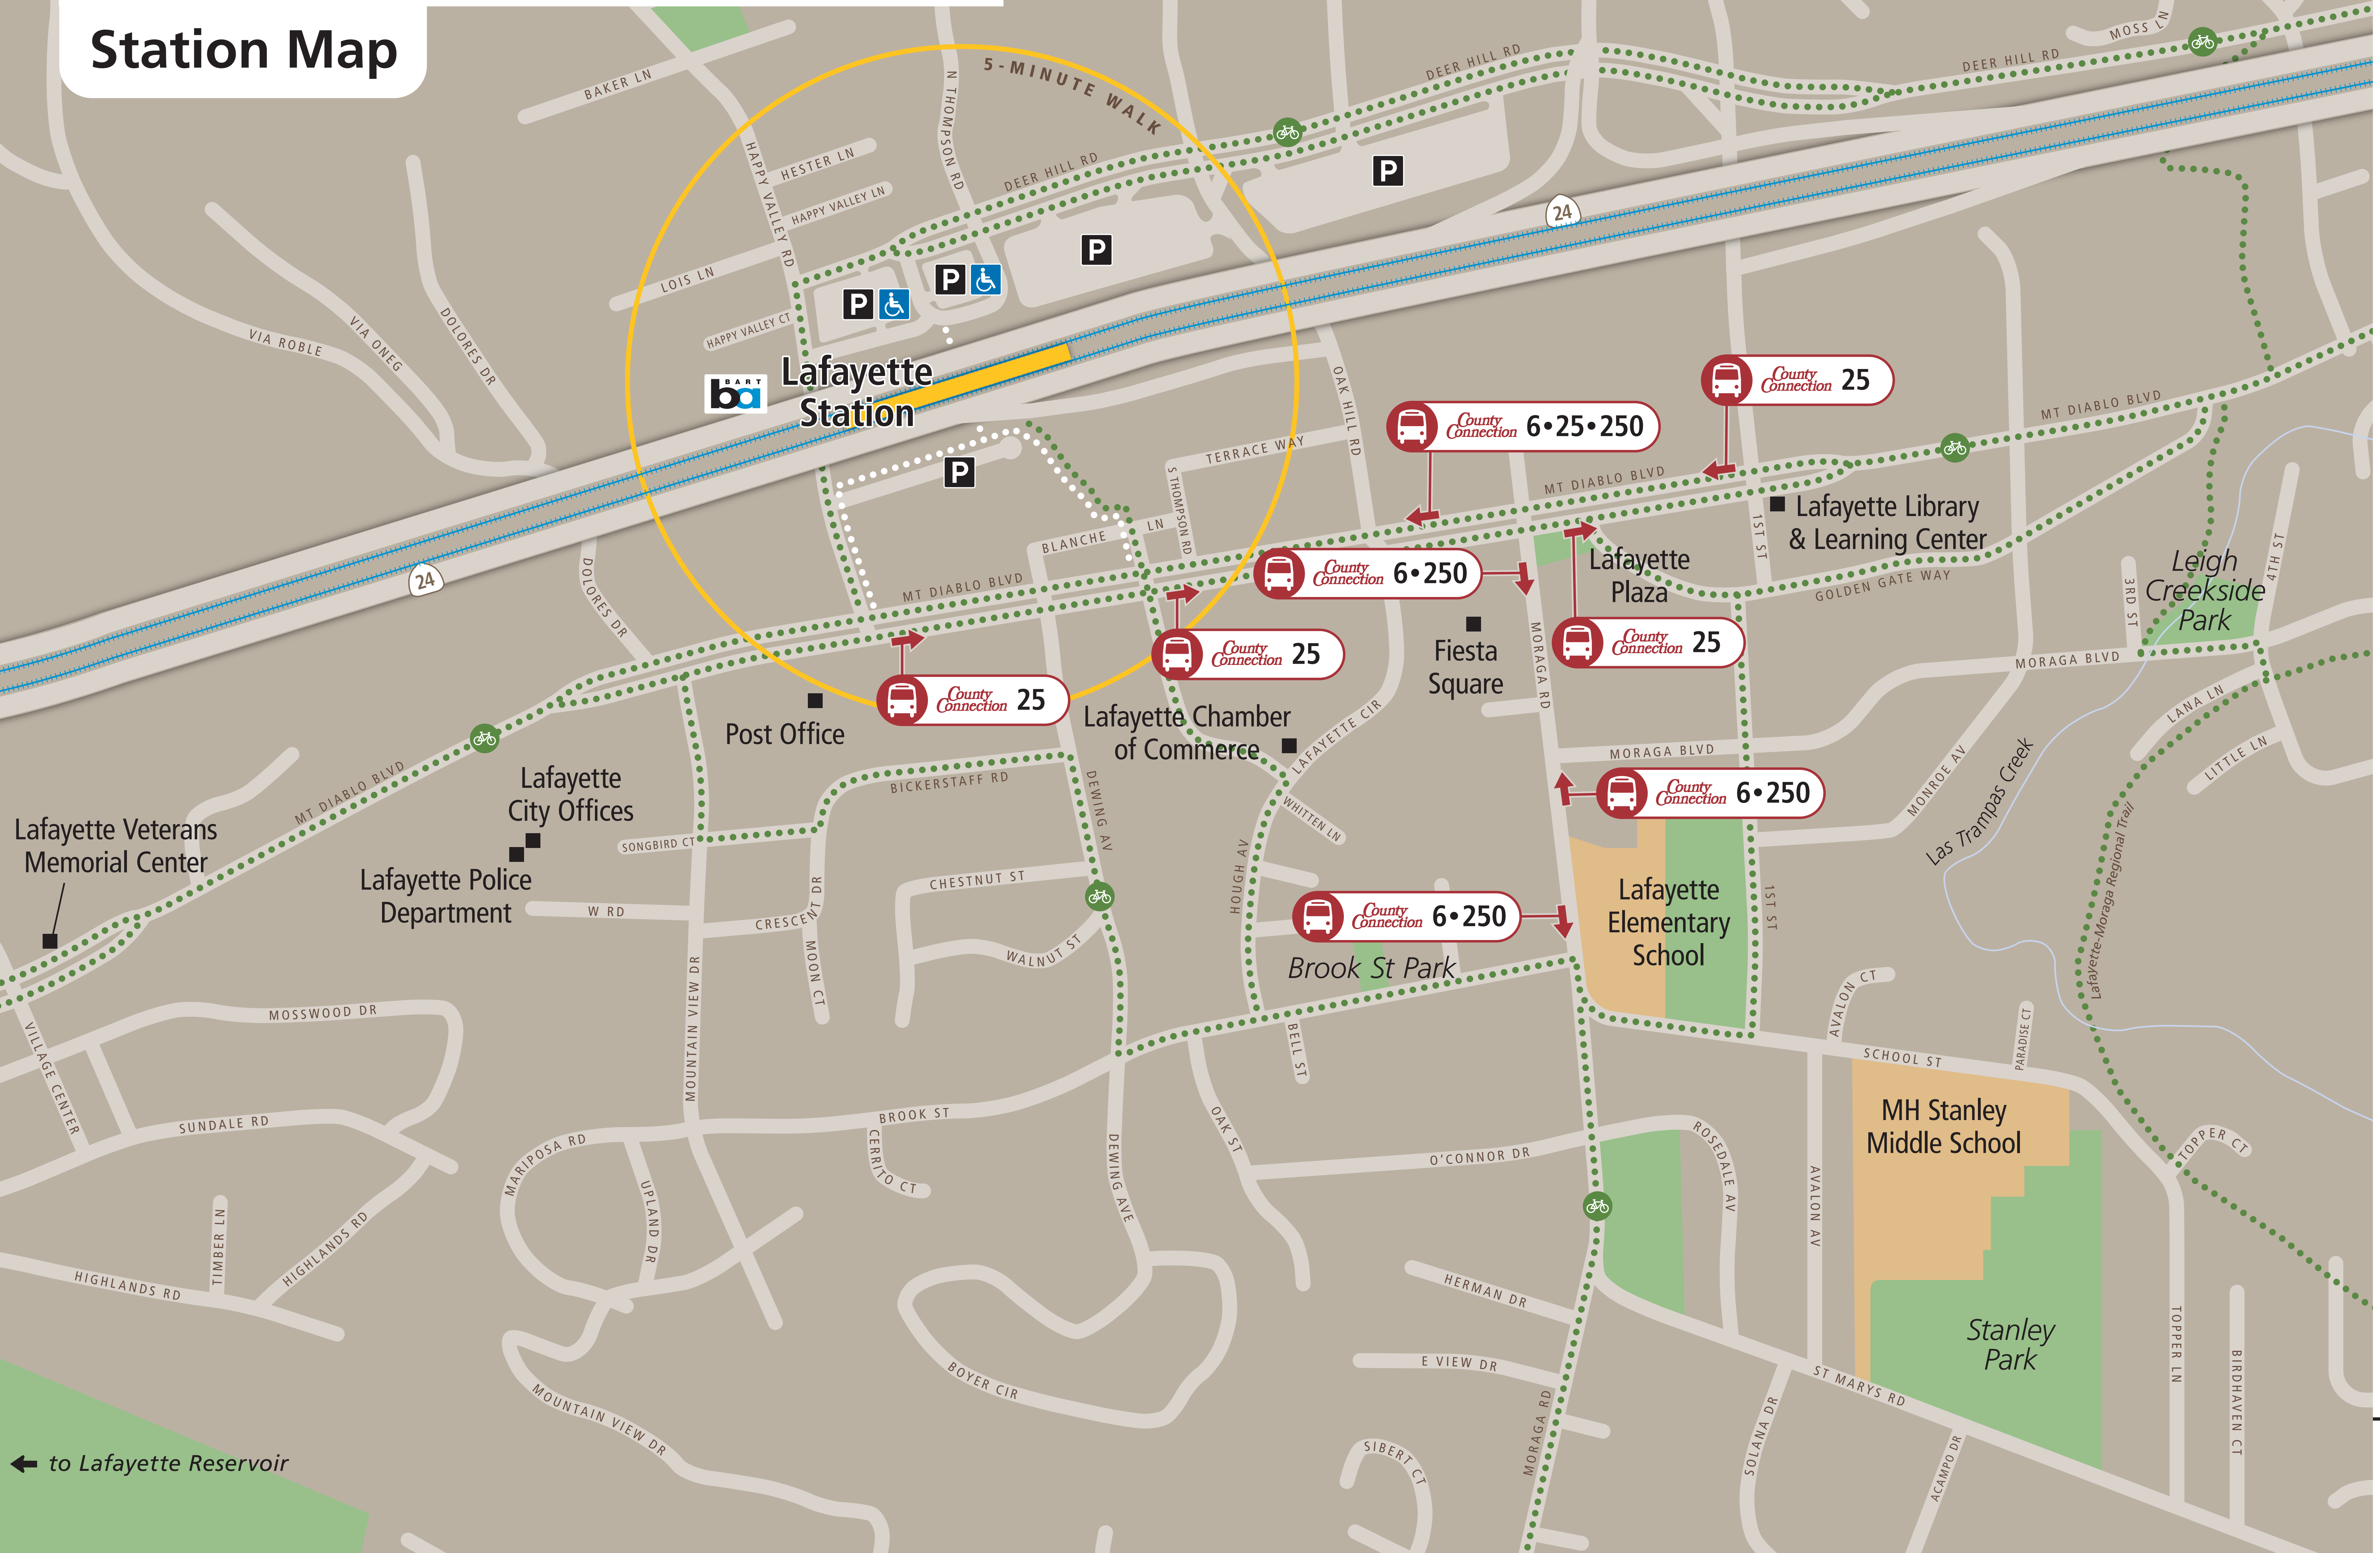 Station Map
5-MINUTE WALK
BAKER LN
N THOMPSON RD
DEER HILL RD
DEER HILL RD
MOSS LN
HAPPY VALLEY RD
HESTER LN
HAPPY VALLEY LN
DEER HILL RD
P
P
24
LOIS LN
P
P
HAPPY VALLEY CT
VIA ROBLE
VIA ONEG
DOLORES DR
BART
ba
Lafayette
Station
P
OAK HILL RD
TERRACE WAY
S THOMPSON RD
BLANCHE LN
County Connection 6•25•250
County Connection 25
MT DIABLO BLVD
MT DIABLO BLVD
1ST ST
Lafayette Library
& Learning Center
24
DOLORES DR
MT DIABLO BLVD
County Connection 6•250
Lafayette
Plaza
GOLDEN GATE WAY
3RD ST
Leigh
Creekside
Park
4TH ST
County Connection 25
County Connection 25
County Connection 25
Fiesta
Square
MORAGA RD
MORAGA BLVD
LANA LN
LITTLE LN
Post Office
Lafayette Chamber
of Commerce
LAFAYETTE CIR
MORAGA BLVD
MONROE AV
Las Trampas Creek
Lafayette-Moraga Regional Trail
MT DIABLO BLVD
Lafayette
City Offices
BICKERSTAFF RD
DEWING AV
WHITTEN LN
County Connection 6•250
Lafayette Veterans
Memorial Center
SONGBIRD CT
Lafayette Police
Department
W RD
CRESCENT DR
CHESTNUT ST
HOUGH AV
County Connection 6•250
Lafayette
Elementary
School
1ST ST
MOON CT
WALNUT ST
Brook St Park
MOSSWOOD DR
VILLAGE CENTER
MOUNTAIN VIEW DR
BELL ST
AVALON CT
PARADISE CT
SCHOOL ST
SUNDALE RD
BROOK ST
MARIPOSA RD
CERRITO CT
DEWING AVE
OAK ST
O'CONNOR DR
ROSEDALE AV
MH Stanley
Middle School
TOPPER CT
UPLAND DR
AVALON AV
TIMBER LN
HIGHLANDS RD
HIGHLANDS RD
HERMAN DR
Stanley
Park
TOPPER LN
BIRDHAVEN CT
E VIEW DR
BOYER CIR
ST MARYS RD
MOUNTAIN VIEW DR
MORAGA RD
SOLANA DR
ACAMPO DR
SIBERT CT
to Lafayette Reservoir